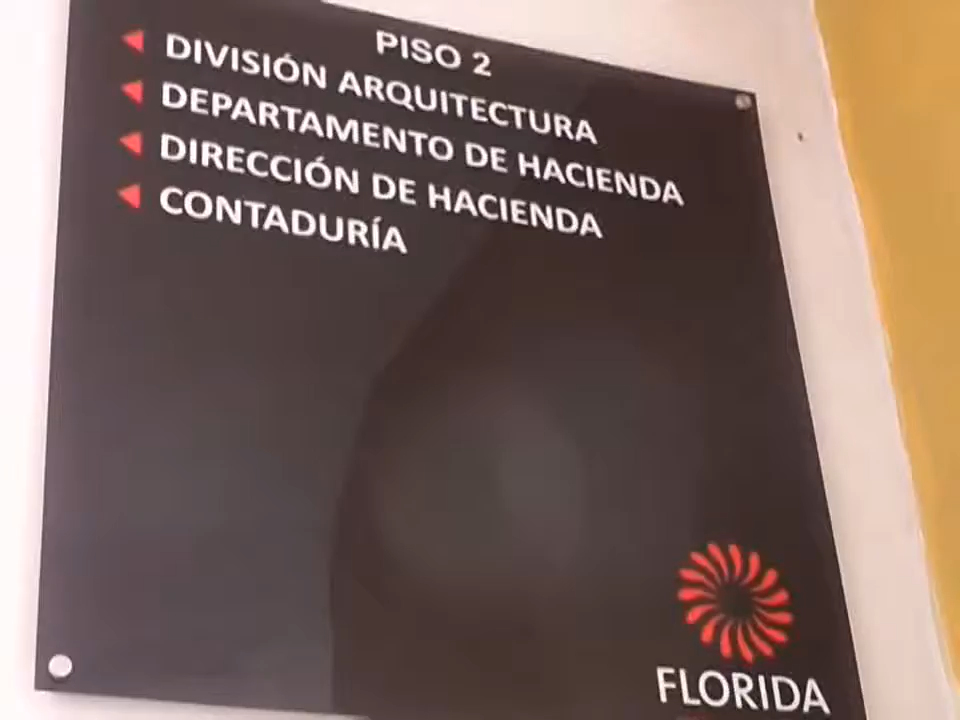 PISO 2
DIVISIÓN ARQUITECTURA
DEPARTAMENTO DE HACIENDA
DIRECCIÓN DE HACIENDA
CONTADURÍA
FLORIDA